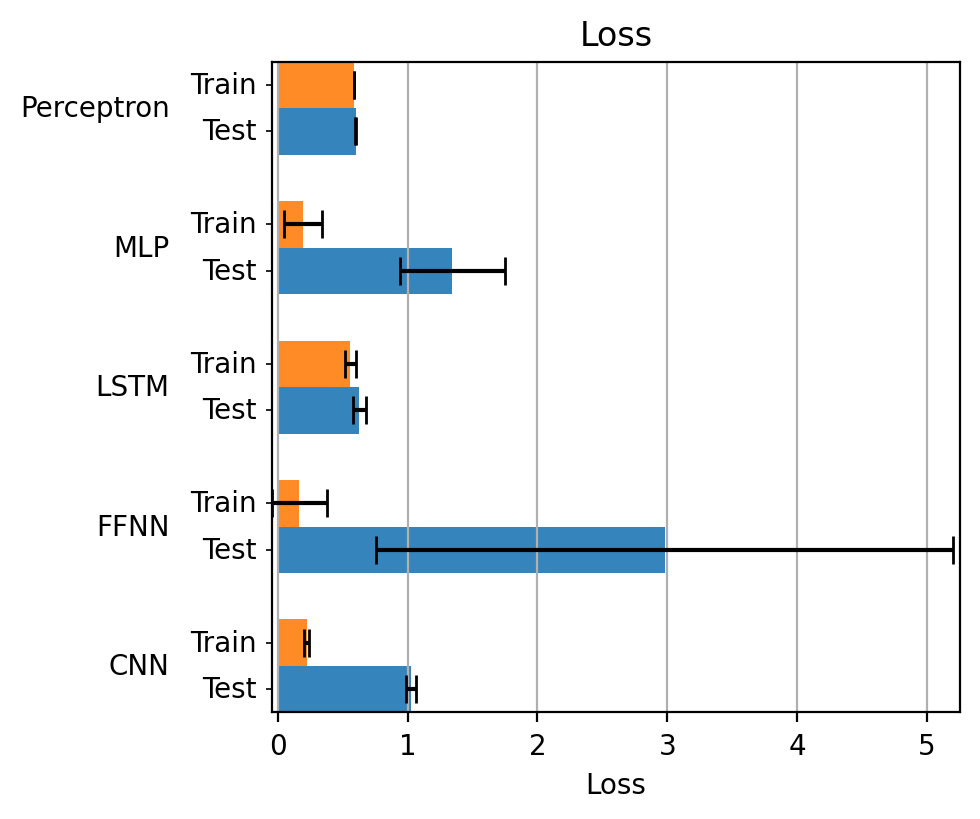 Loss
Perceptron
Train
Test
MLP
Train
Test
LSTM
Train
Test
FFNN
Train
Test
CNN
Train
Test
0 1 2 3 4 5
Loss